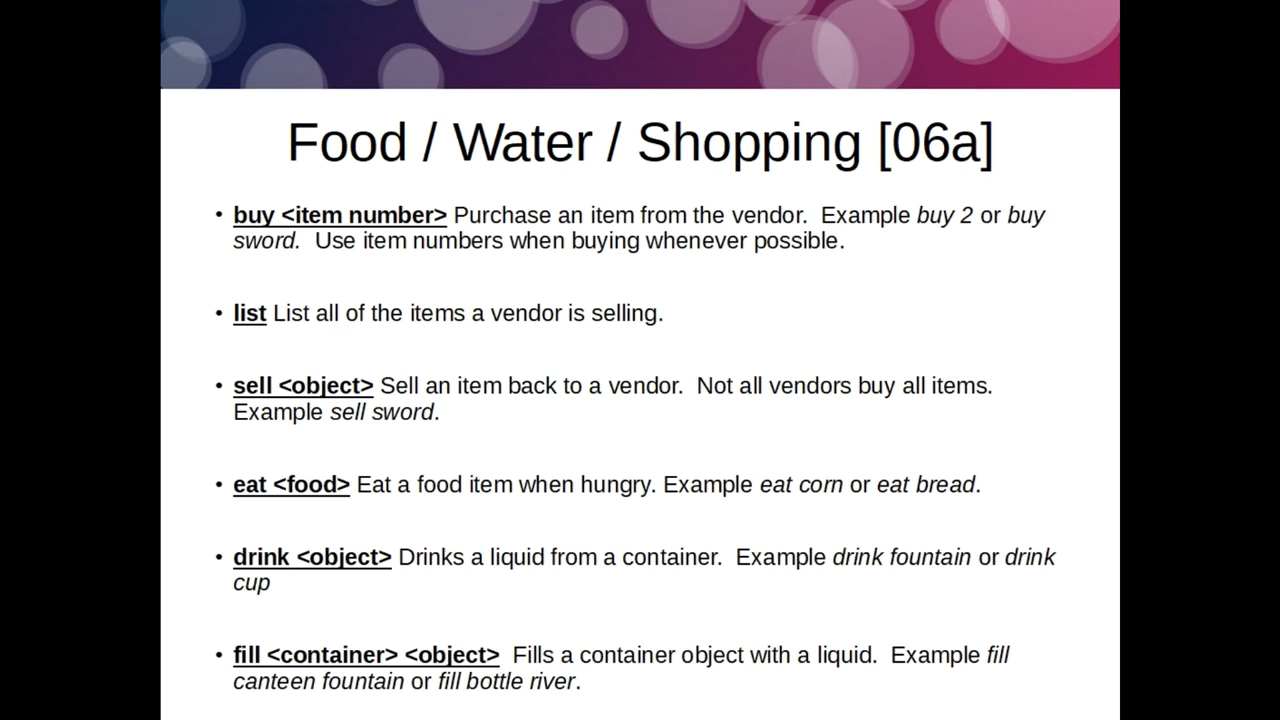 Food / Water / Shopping [06a]
• buy <item number> Purchase an item from the vendor.  Example buy 2 or buy
sword.  Use item numbers when buying whenever possible.
• list List all of the items a vendor is selling.
• sell <object> Sell an item back to a vendor.  Not all vendors buy all items.
Example sell sword.
• eat <food> Eat a food item when hungry. Example eat corn or eat bread.
• drink <object> Drinks a liquid from a container.  Example drink fountain or drink
cup
• fill <container> <object>  Fills a container object with a liquid.  Example fill
canteen fountain or fill bottle river.